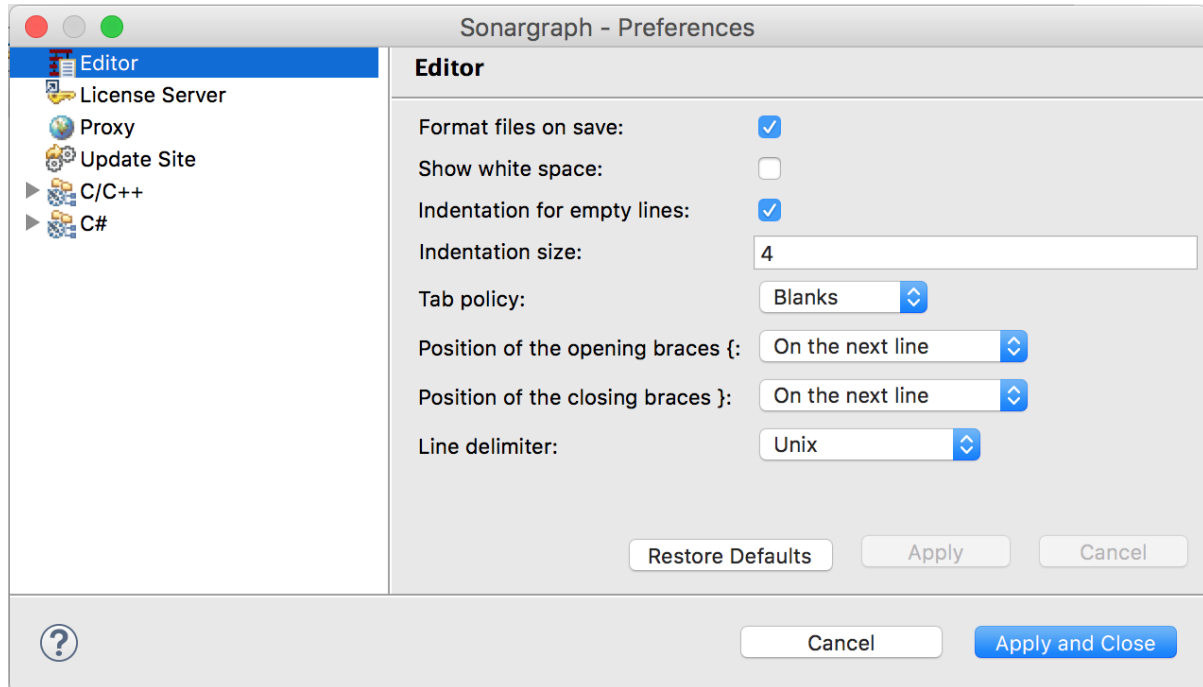 Sonargraph - Preferences
Editor
License Server
Proxy
Update Site
C/C++
C#
Editor
Format files on save:
Show white space:
Indentation for empty lines:
Indentation size: 4
Tab policy: Blanks
Position of the opening braces {: On the next line
Position of the closing braces }: On the next line
Line delimiter: Unix
Restore Defaults Apply Cancel
? Cancel Apply and Close